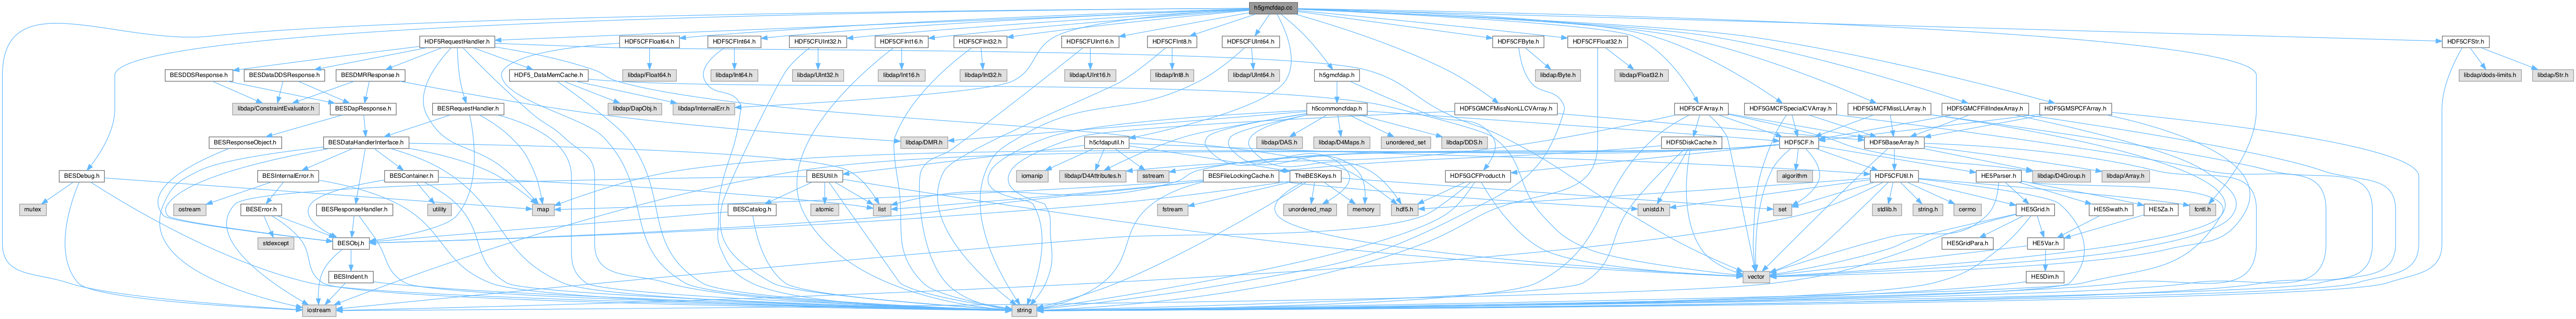 h5gmcfdap.cc
HDF5RequestHandler.h
HDF5CFFloat64.h
HDF5CFInt64.h
HDF5CFUInt32.h
HDF5CFInt16.h
HDF5CFInt32.h
HDF5CFUInt16.h
HDF5CFInt8.h
HDF5CFUInt64.h
HDF5CFByte.h
HDF5CFFloat32.h
HDF5CFStr.h
BESDDSResponse.h
BESDataDDSResponse.h
BESDMRResponse.h
HDF5_DataMemCache.h
libdap/Float64.h
libdap/Int64.h
libdap/UInt32.h
libdap/Int16.h
libdap/Int32.h
libdap/UInt16.h
libdap/Int8.h
libdap/UInt64.h
h5gmcfdap.h
libdap/Byte.h
libdap/Float32.h
libdap/dods-limits.h
libdap/Str.h
libdap/ConstraintEvaluator.h
BESDapResponse.h
BESRequestHandler.h
libdap/DapObj.h
libdap/InternalErr.h
h5commoncfdap.h
HDF5GMCFMissNonLLCVArray.h
HDF5CFArray.h
HDF5GMCFSpecialCVArray.h
HDF5GMCFMissLLArray.h
HDF5GMCFFillIndexArray.h
HDF5GMSPCFArray.h
BESResponseObject.h
BESDataHandlerInterface.h
libdap/DMR.h
h5cfdaputil.h
libdap/DAS.h
libdap/D4Maps.h
unordered_set
libdap/DDS.h
HDF5DiskCache.h
HDF5CF.h
HDF5BaseArray.h
BESDebug.h
BESInternalError.h
BESContainer.h
BESUtil.h
iomanip
libdap/D4Attributes.h
sstream
BESFileLockingCache.h
TheBESKeys.h
HDF5GCFProduct.h
algorithm
HDF5CFUtil.h
HE5Parser.h
libdap/D4Group.h
libdap/Array.h
mutex
ostream
BESError.h
BESResponseHandler.h
utility
map
BESCatalog.h
atomic
list
fstream
unordered_map
memory
hdf5.h
unistd.h
set
stdlib.h
string.h
cerrno
HE5Grid.h
HE5Swath.h
HE5Za.h
fcntl.h
stdexcept
BESObj.h
HE5GridPara.h
HE5Var.h
BESIndent.h
vector
HE5Dim.h
iostream
string